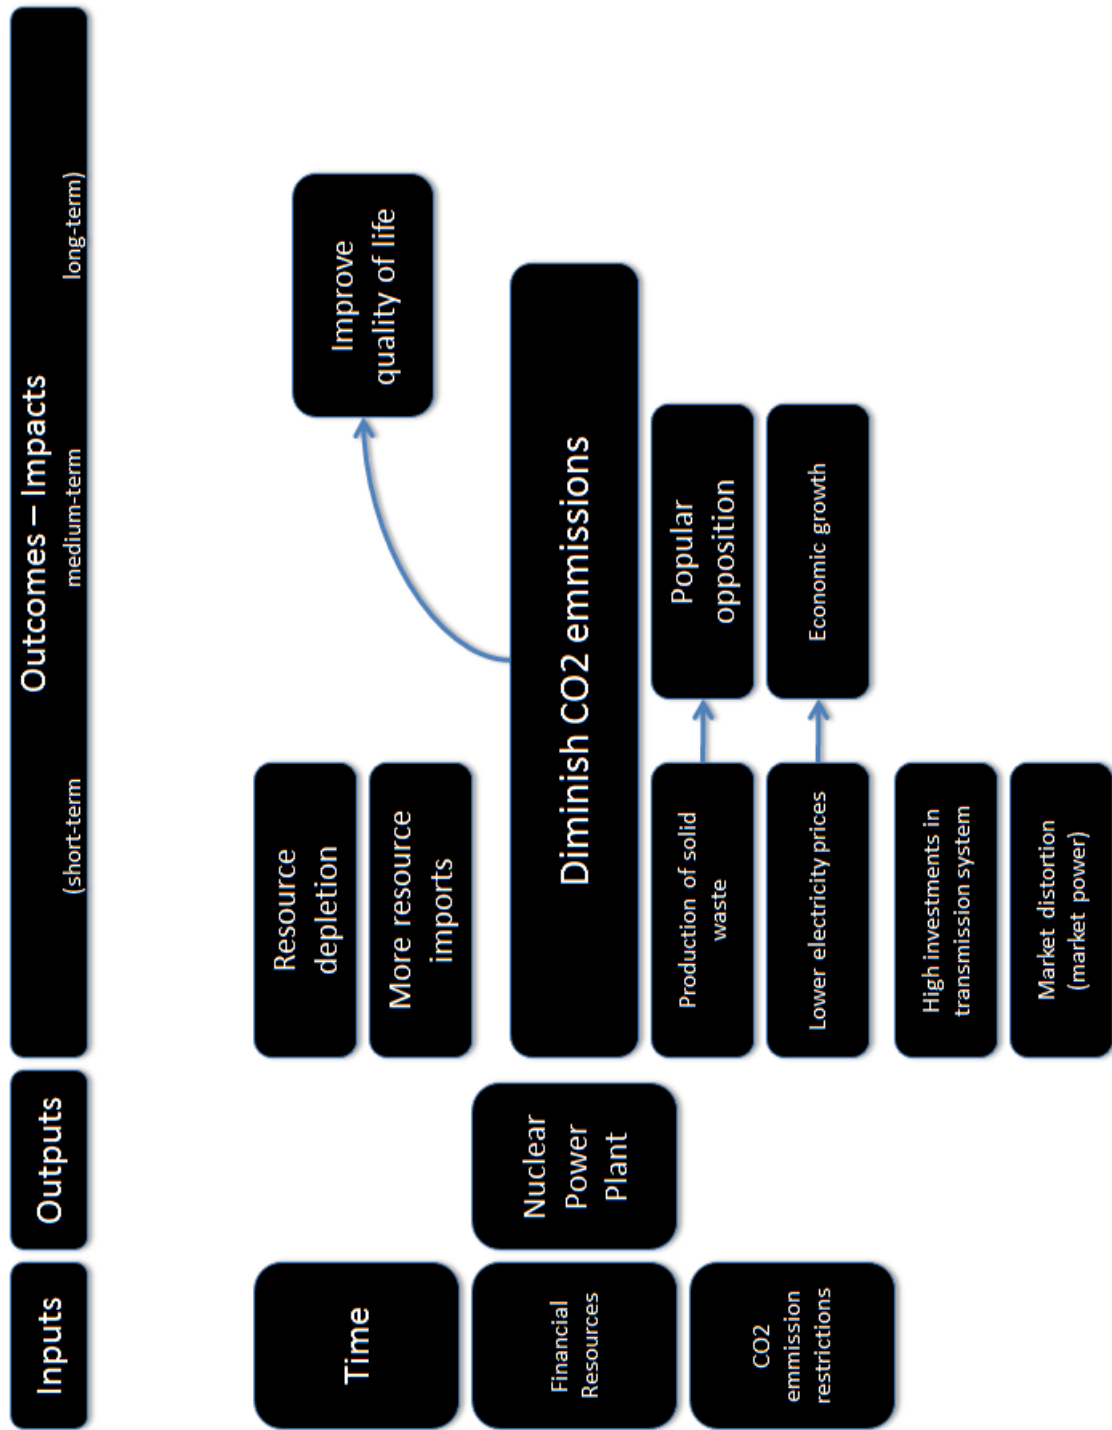 Inputs
Outputs
Outcomes – Impacts
(short-term
medium-term
long-term)
Time
Financial
Resources
CO2
emmission
restrictions
Nuclear
Power
Plant
Resource
depletion
More resource
imports
Diminish CO2 emmissions
Production of solid
waste
Lower electricity prices
High investments in
transmission system
Market distortion
(market power)
Improve
quality of life
Popular
opposition
Economic growth